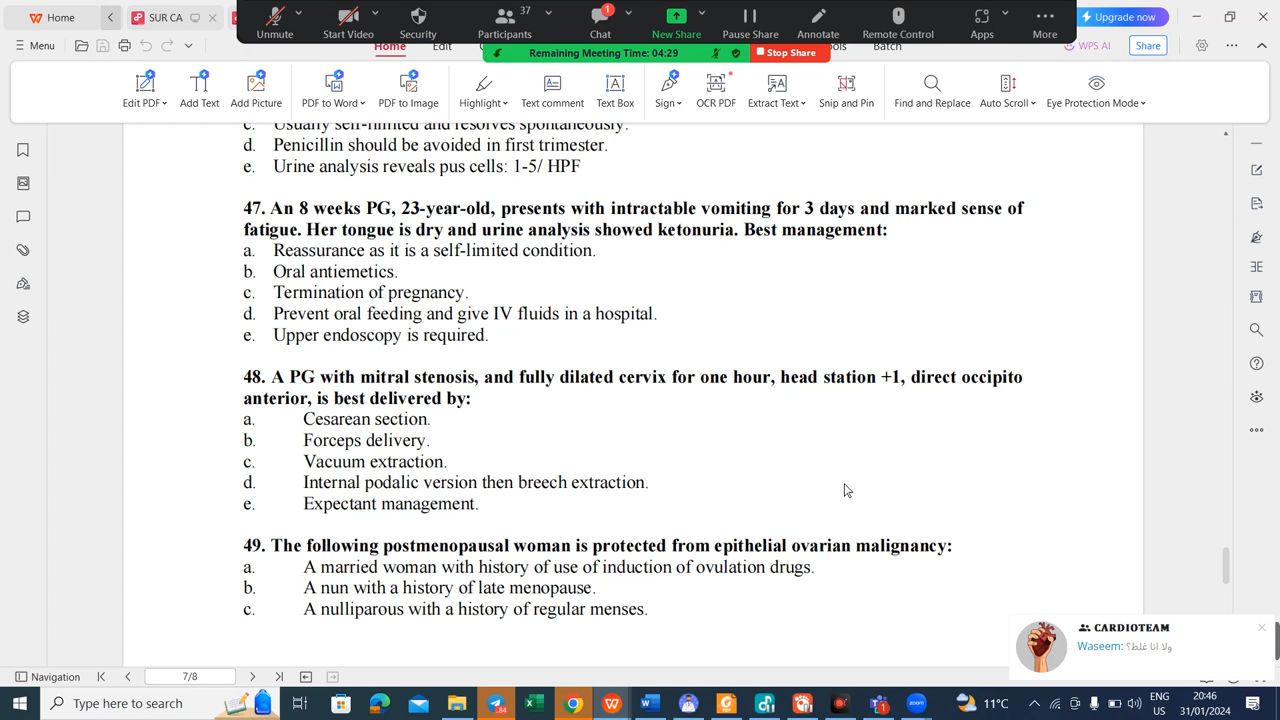 Home
SUR CA
Unmute
Start Video
Security
37
Participants
1
Chat
New Share
Pause Share
Annotate
Remote Control
Apps
More
Upgrade now
Menu
Home
Edit
Remaining Meeting Time: 04:29
Stop Share
Batch
WPS AI
Share
Edit PDF
Add Text
Add Picture
PDF to Word
PDF to Image
Highlight
Text comment
Text Box
Sign
OCR PDF
Extract Text
Snip and Pin
Find and Replace
Auto Scroll
Eye Protection Mode
c. Usually self-limited and resolves spontaneously.
d. Penicillin should be avoided in first trimester.
e. Urine analysis reveals pus cells: 1-5/ HPF
47. An 8 weeks PG, 23-year-old, presents with intractable vomiting for 3 days and marked sense of
fatigue. Her tongue is dry and urine analysis showed ketonuria. Best management:
a. Reassurance as it is a self-limited condition.
b. Oral antiemetics.
c. Termination of pregnancy.
d. Prevent oral feeding and give IV fluids in a hospital.
e. Upper endoscopy is required.
48. A PG with mitral stenosis, and fully dilated cervix for one hour, head station +1, direct occipito
anterior, is best delivered by:
a. Cesarean section.
b. Forceps delivery.
c. Vacuum extraction.
d. Internal podalic version then breech extraction.
e. Expectant management.
49. The following postmenopausal woman is protected from epithelial ovarian malignancy:
a. A married woman with history of use of induction of ovulation drugs.
b. A nun with a history of late menopause.
c. A nulliparous with a history of regular menses.
CARDIOTEAM
Waseem: ولا انا غلط؟
Navigation
7/8
Type here to search
84
1
zoom
11°C
ENG
US
20:46
31/01/2024